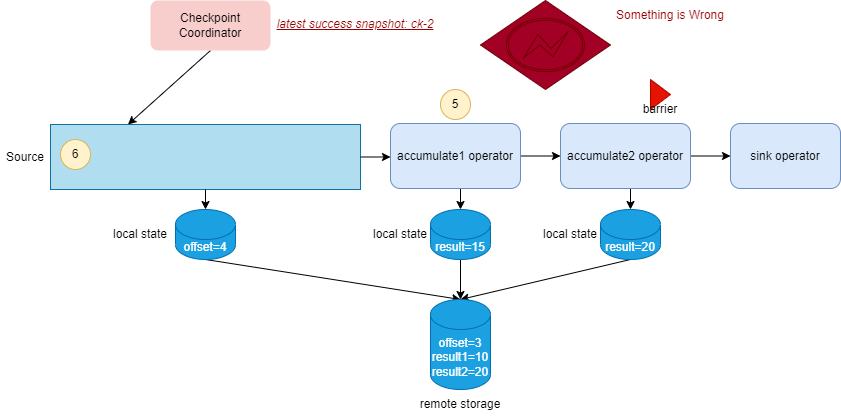 Checkpoint
Coordinator
latest success snapshot: ck-2
Something is Wrong
5
barrier
Source
6
accumulate1 operator
accumulate2 operator
sink operator
local state
offset=4
local state
result=15
local state
result=20
offset=3
result1=10
result2=20
remote storage